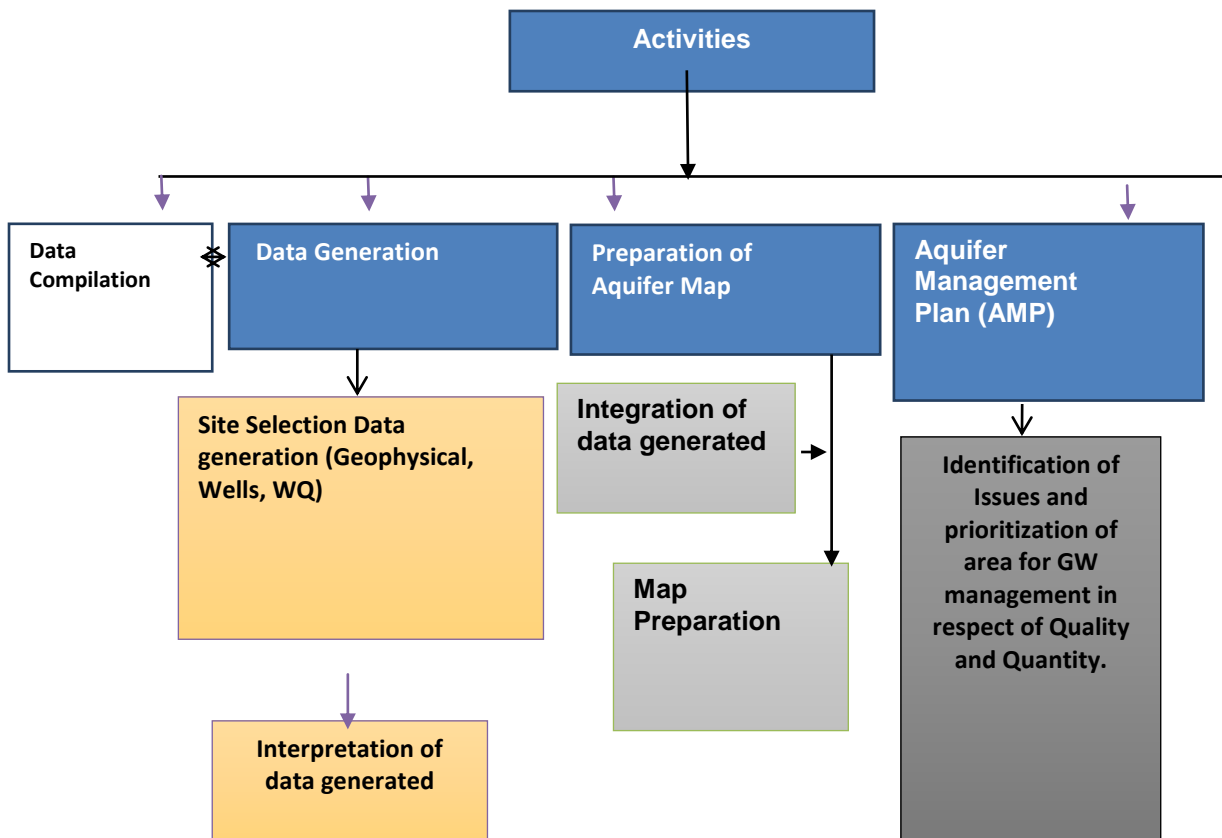 Activities
Data
Compilation
Data Generation
Preparation of
Aquifer Map
Aquifer
Management
Plan (AMP)
Site Selection Data
generation (Geophysical,
Wells, WQ)
Integration of
data generated
Identification of
Issues and
prioritization of
area for GW
management in
respect of Quality
and Quantity.
Map
Preparation
Interpretation of
data generated